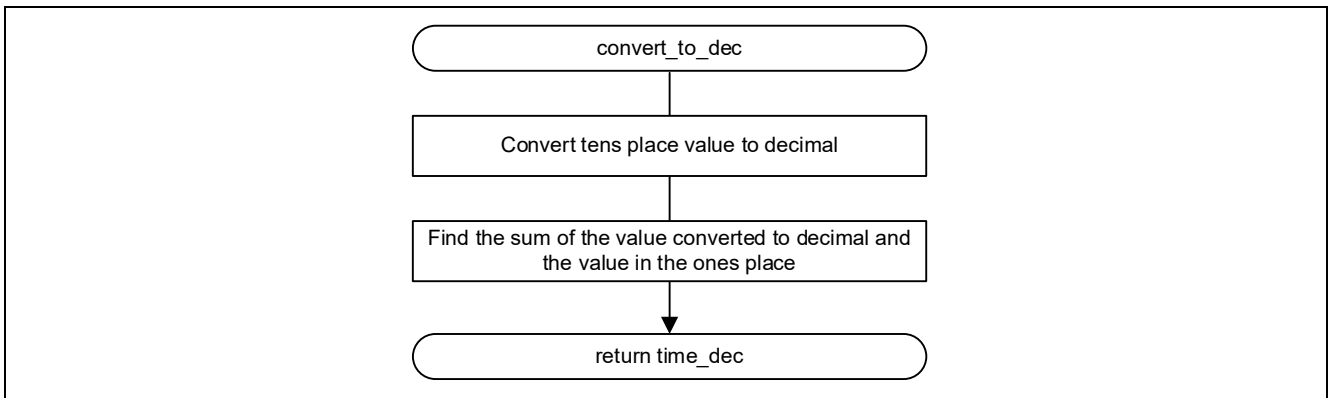 convert_to_dec
Convert tens place value to decimal
Find the sum of the value converted to decimal and
the value in the ones place
return time_dec